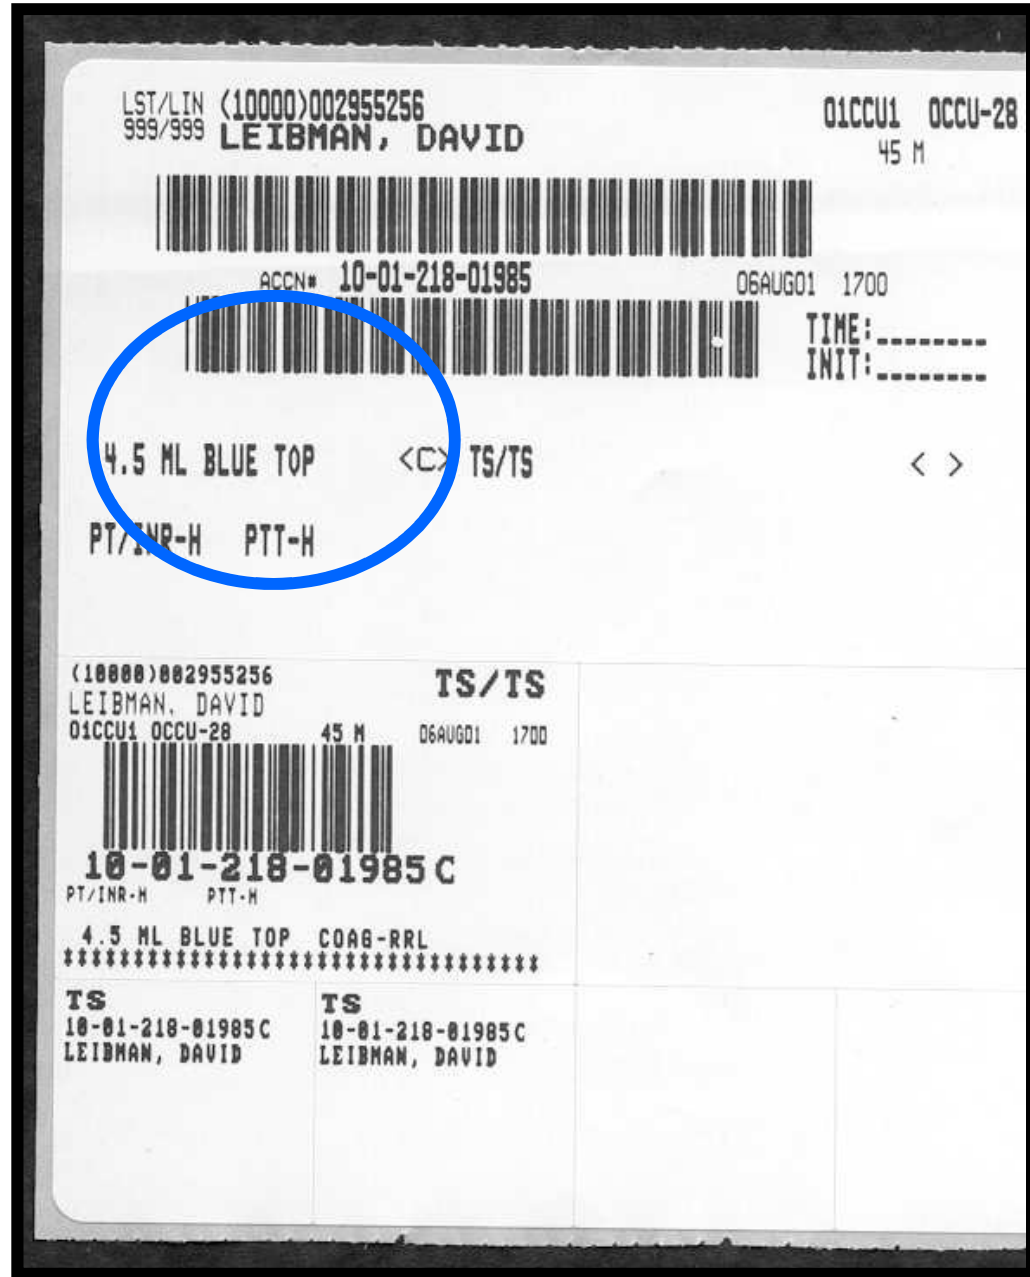 LST/LIN (10000)002955256 01CCU1 OCCU-28
999/999 LEIBMAN, DAVID 45 M
ACCN# 10-01-218-01985 06AUG01 1700
TIME:________
INIT:________
4.5 ML BLUE TOP <C> TS/TS < >
PT/INR-H PTT-H
(10000)002955256 TS/TS
LEIBMAN, DAVID
01CCU1 OCCU-28 45 M 06AUG01 1700
10-01-218-01985C
PT/INR-H PTT-H
4.5 ML BLUE TOP COAG-RRL
**********************************
TS TS
10-01-218-01985C 10-01-218-01985C
LEIBMAN, DAVID LEIBMAN, DAVID